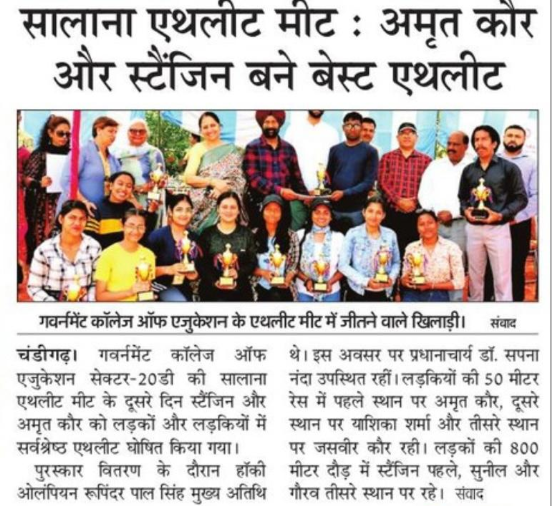 सालाना एथलीट मीट : अमृत कौर
और स्टैंजिन बने बेस्ट एथलीट
गवर्नमेंट कॉलेज ऑफ एजुकेशन के एथलीट मीट में जीतने वाले खिलाड़ी। संवाद
चंडीगढ़। गवर्नमेंट कॉलेज ऑफ
एजुकेशन सेक्टर-20डी की सालाना
एथलीट मीट के दूसरे दिन स्टैंजिन और
अमृत कौर को लड़कों और लड़कियों में
सर्वश्रेष्ठ एथलीट घोषित किया गया।
पुरस्कार वितरण के दौरान हॉकी
ओलंपियन रूपिंदर पाल सिंह मुख्य अतिथि
थे। इस अवसर पर प्रधानाचार्य डॉ. सपना
नंदा उपस्थित रहीं। लड़कियों की 50 मीटर
रेस में पहले स्थान पर अमृत कौर, दूसरे
स्थान पर याशिका शर्मा और तीसरे स्थान
पर जसवीर कौर रही। लड़कों की 800
मीटर दौड़ में स्टैंजिन पहले, सुनील और
गौरव तीसरे स्थान पर रहे। संवाद